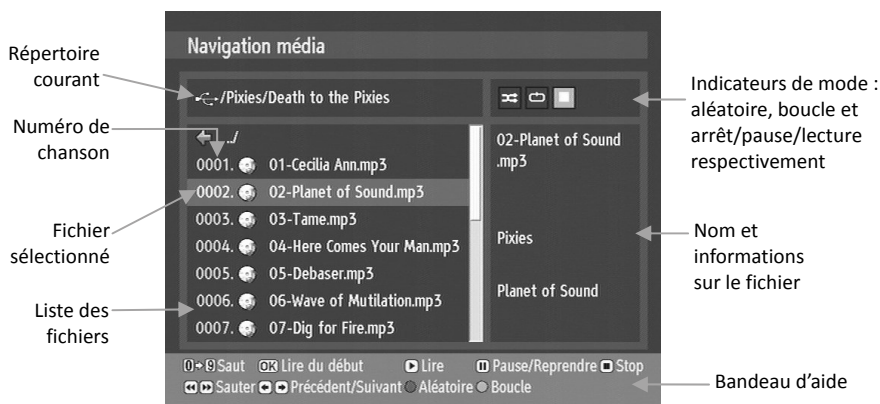 Navigation média
Répertoire
courant
/Pixies/Death to the Pixies
Indicateurs de mode :
aléatoire, boucle et
arrêt/pause/lecture
respectivement
Numéro de
chanson
../
0001. 01-Cecilia Ann.mp3
0002. 02-Planet of Sound.mp3
0003. 03-Tame.mp3
0004. 04-Here Comes Your Man.mp3
0005. 05-Debaser.mp3
0006. 06-Wave of Mutilation.mp3
0007. 07-Dig for Fire.mp3
02-Planet of Sound
.mp3
Pixies
Planet of Sound
Fichier
sélectionné
Nom et
informations
sur le fichier
Liste des
fichiers
0 9 Saut OK Lire du début Lire Pause/Reprendre Stop
Sauter Précédent/Suivant Aléatoire Boucle
Bandeau d'aide